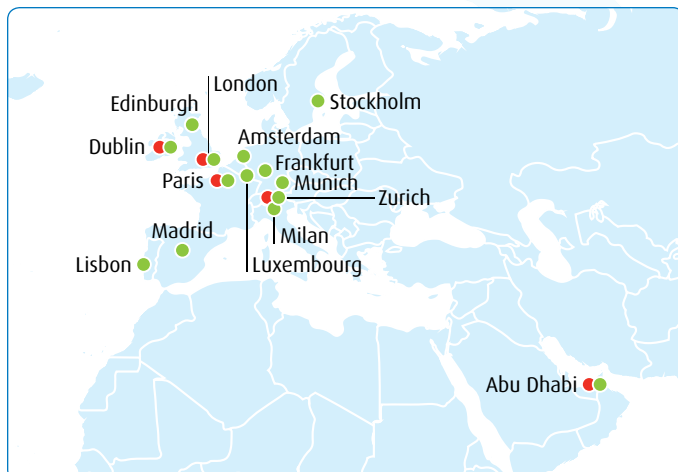 London
Edinburgh
Stockholm
Dublin
Amsterdam
Frankfurt
Paris
Munich
Zurich
Madrid
Milan
Lisbon
Luxembourg
Abu Dhabi